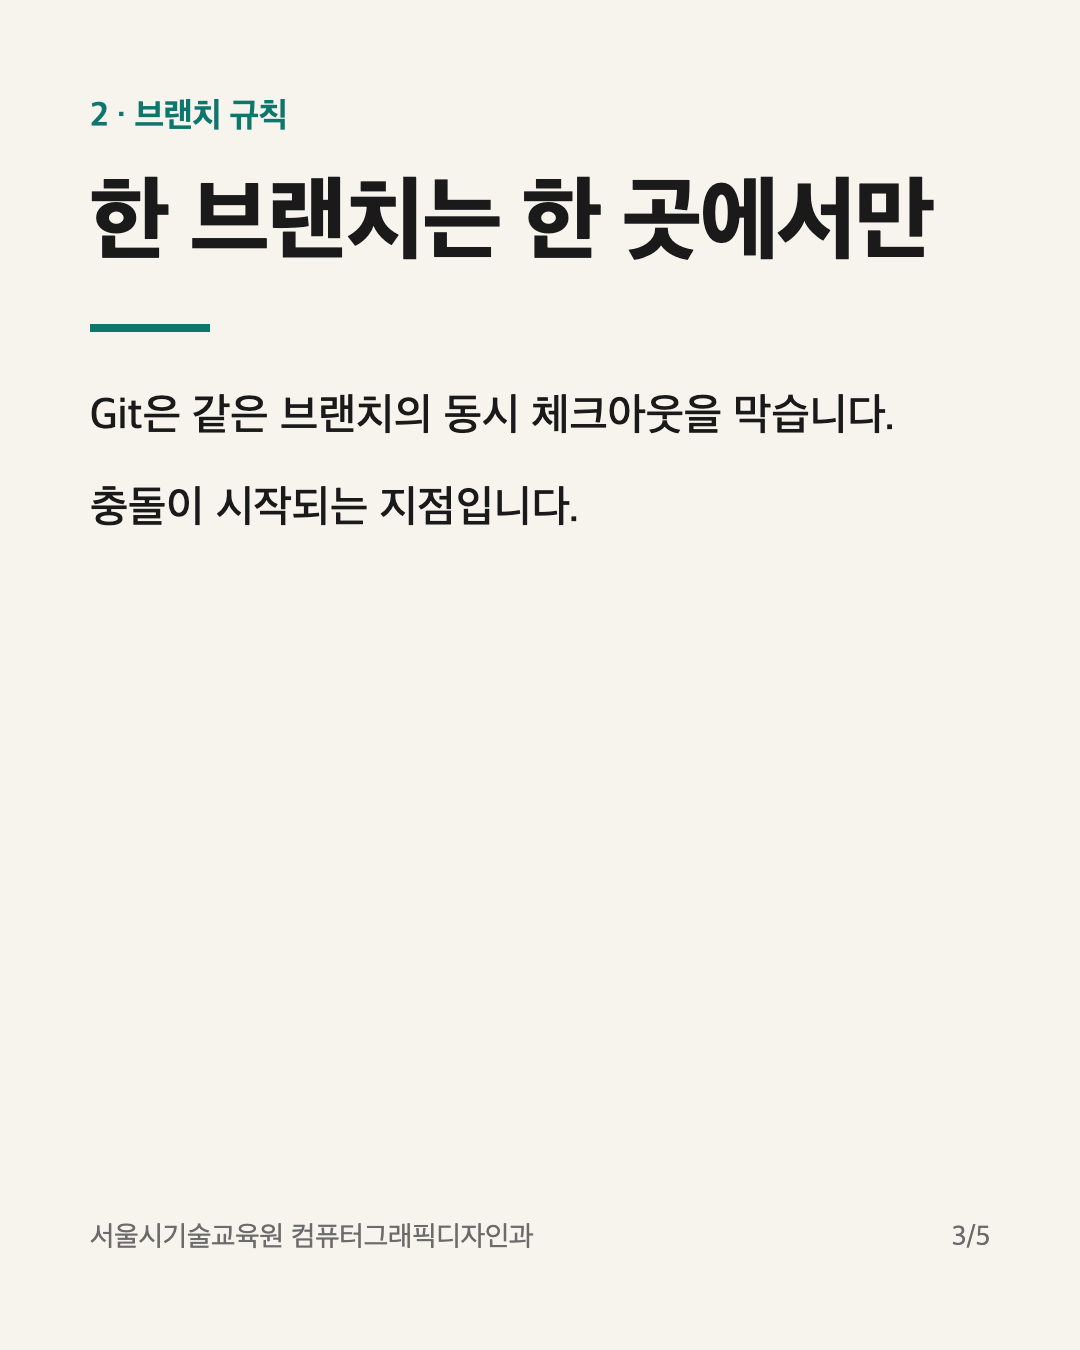 2 · 브랜치 규칙
한 브랜치는 한 곳에서만
Git은 같은 브랜치의 동시 체크아웃을 막습니다.
충돌이 시작되는 지점입니다.
서울시기술교육원 컴퓨터그래픽디자인과
3/5